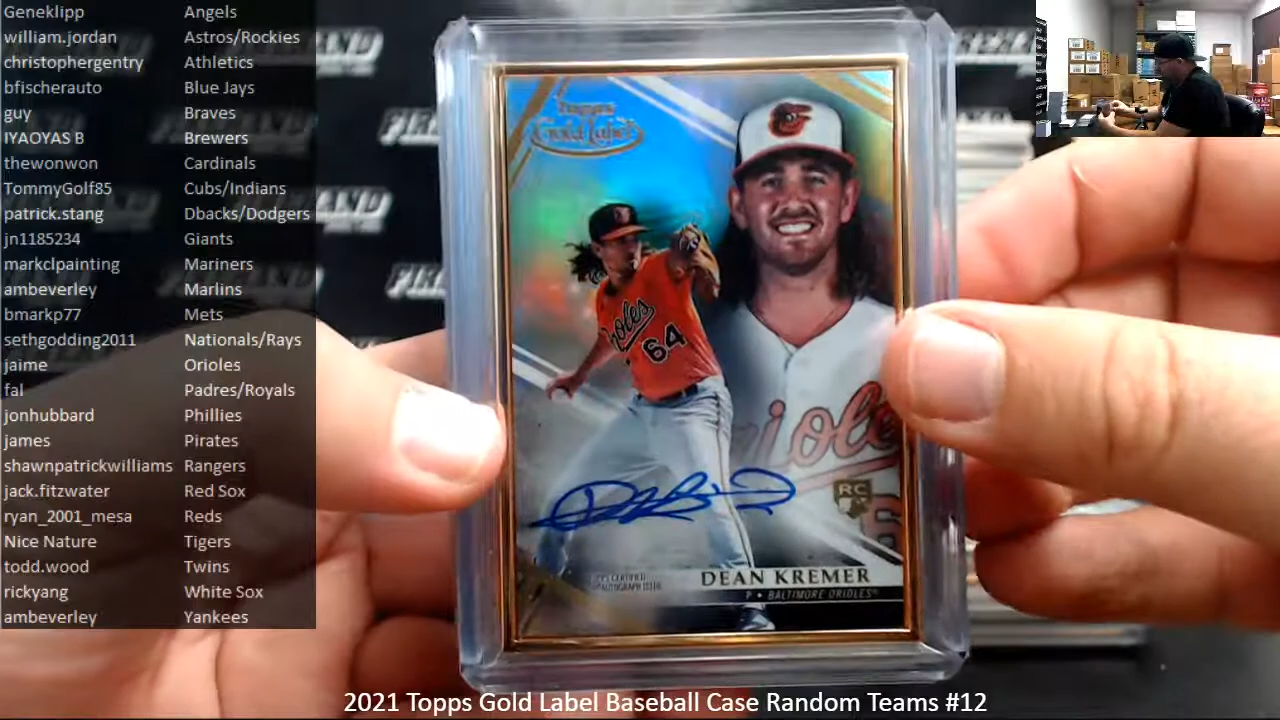 Geneklipp Angels
william.jordan Astros/Rockies
christophergentry Athletics
bfischerauto Blue Jays
guy Braves
IYAOYAS B Brewers
thewonwon Cardinals
TommyGolf85 Cubs/Indians
patrick.stang Dbacks/Dodgers
jn1185234 Giants
markclpainting Mariners
ambeverley Marlins
bmarkp77 Mets
sethgodding2011 Nationals/Rays
jaime Orioles
fal Padres/Royals
jonhubbard Phillies
james Pirates
shawnpatrickwilliams Rangers
jack.fitzwater Red Sox
ryan_2001_mesa Reds
Nice Nature Tigers
todd.wood Twins
rickyang White Sox
ambeverley Yankees
Topps
Gold Label
64
RC
TOPPS CERTIFIED
AUTOGRAPH ISSUE
DEAN KREMER
P • BALTIMORE ORIOLES
2021 Topps Gold Label Baseball Case Random Teams #12